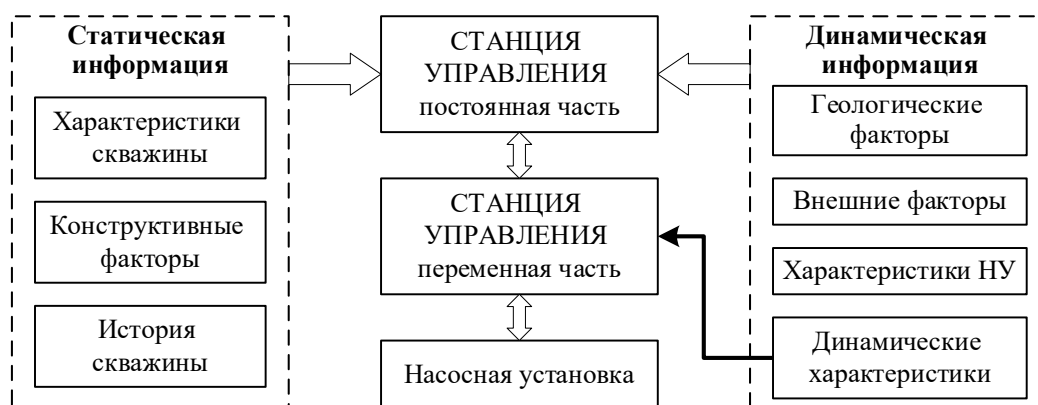 Статическая
информация
Характеристики
скважины
Конструктивные
факторы
История
скважины
СТАНЦИЯ
УПРАВЛЕНИЯ
постоянная часть
СТАНЦИЯ
УПРАВЛЕНИЯ
переменная часть
Насосная установка
Динамическая
информация
Геологические
факторы
Внешние факторы
Характеристики НУ
Динамические
характеристики